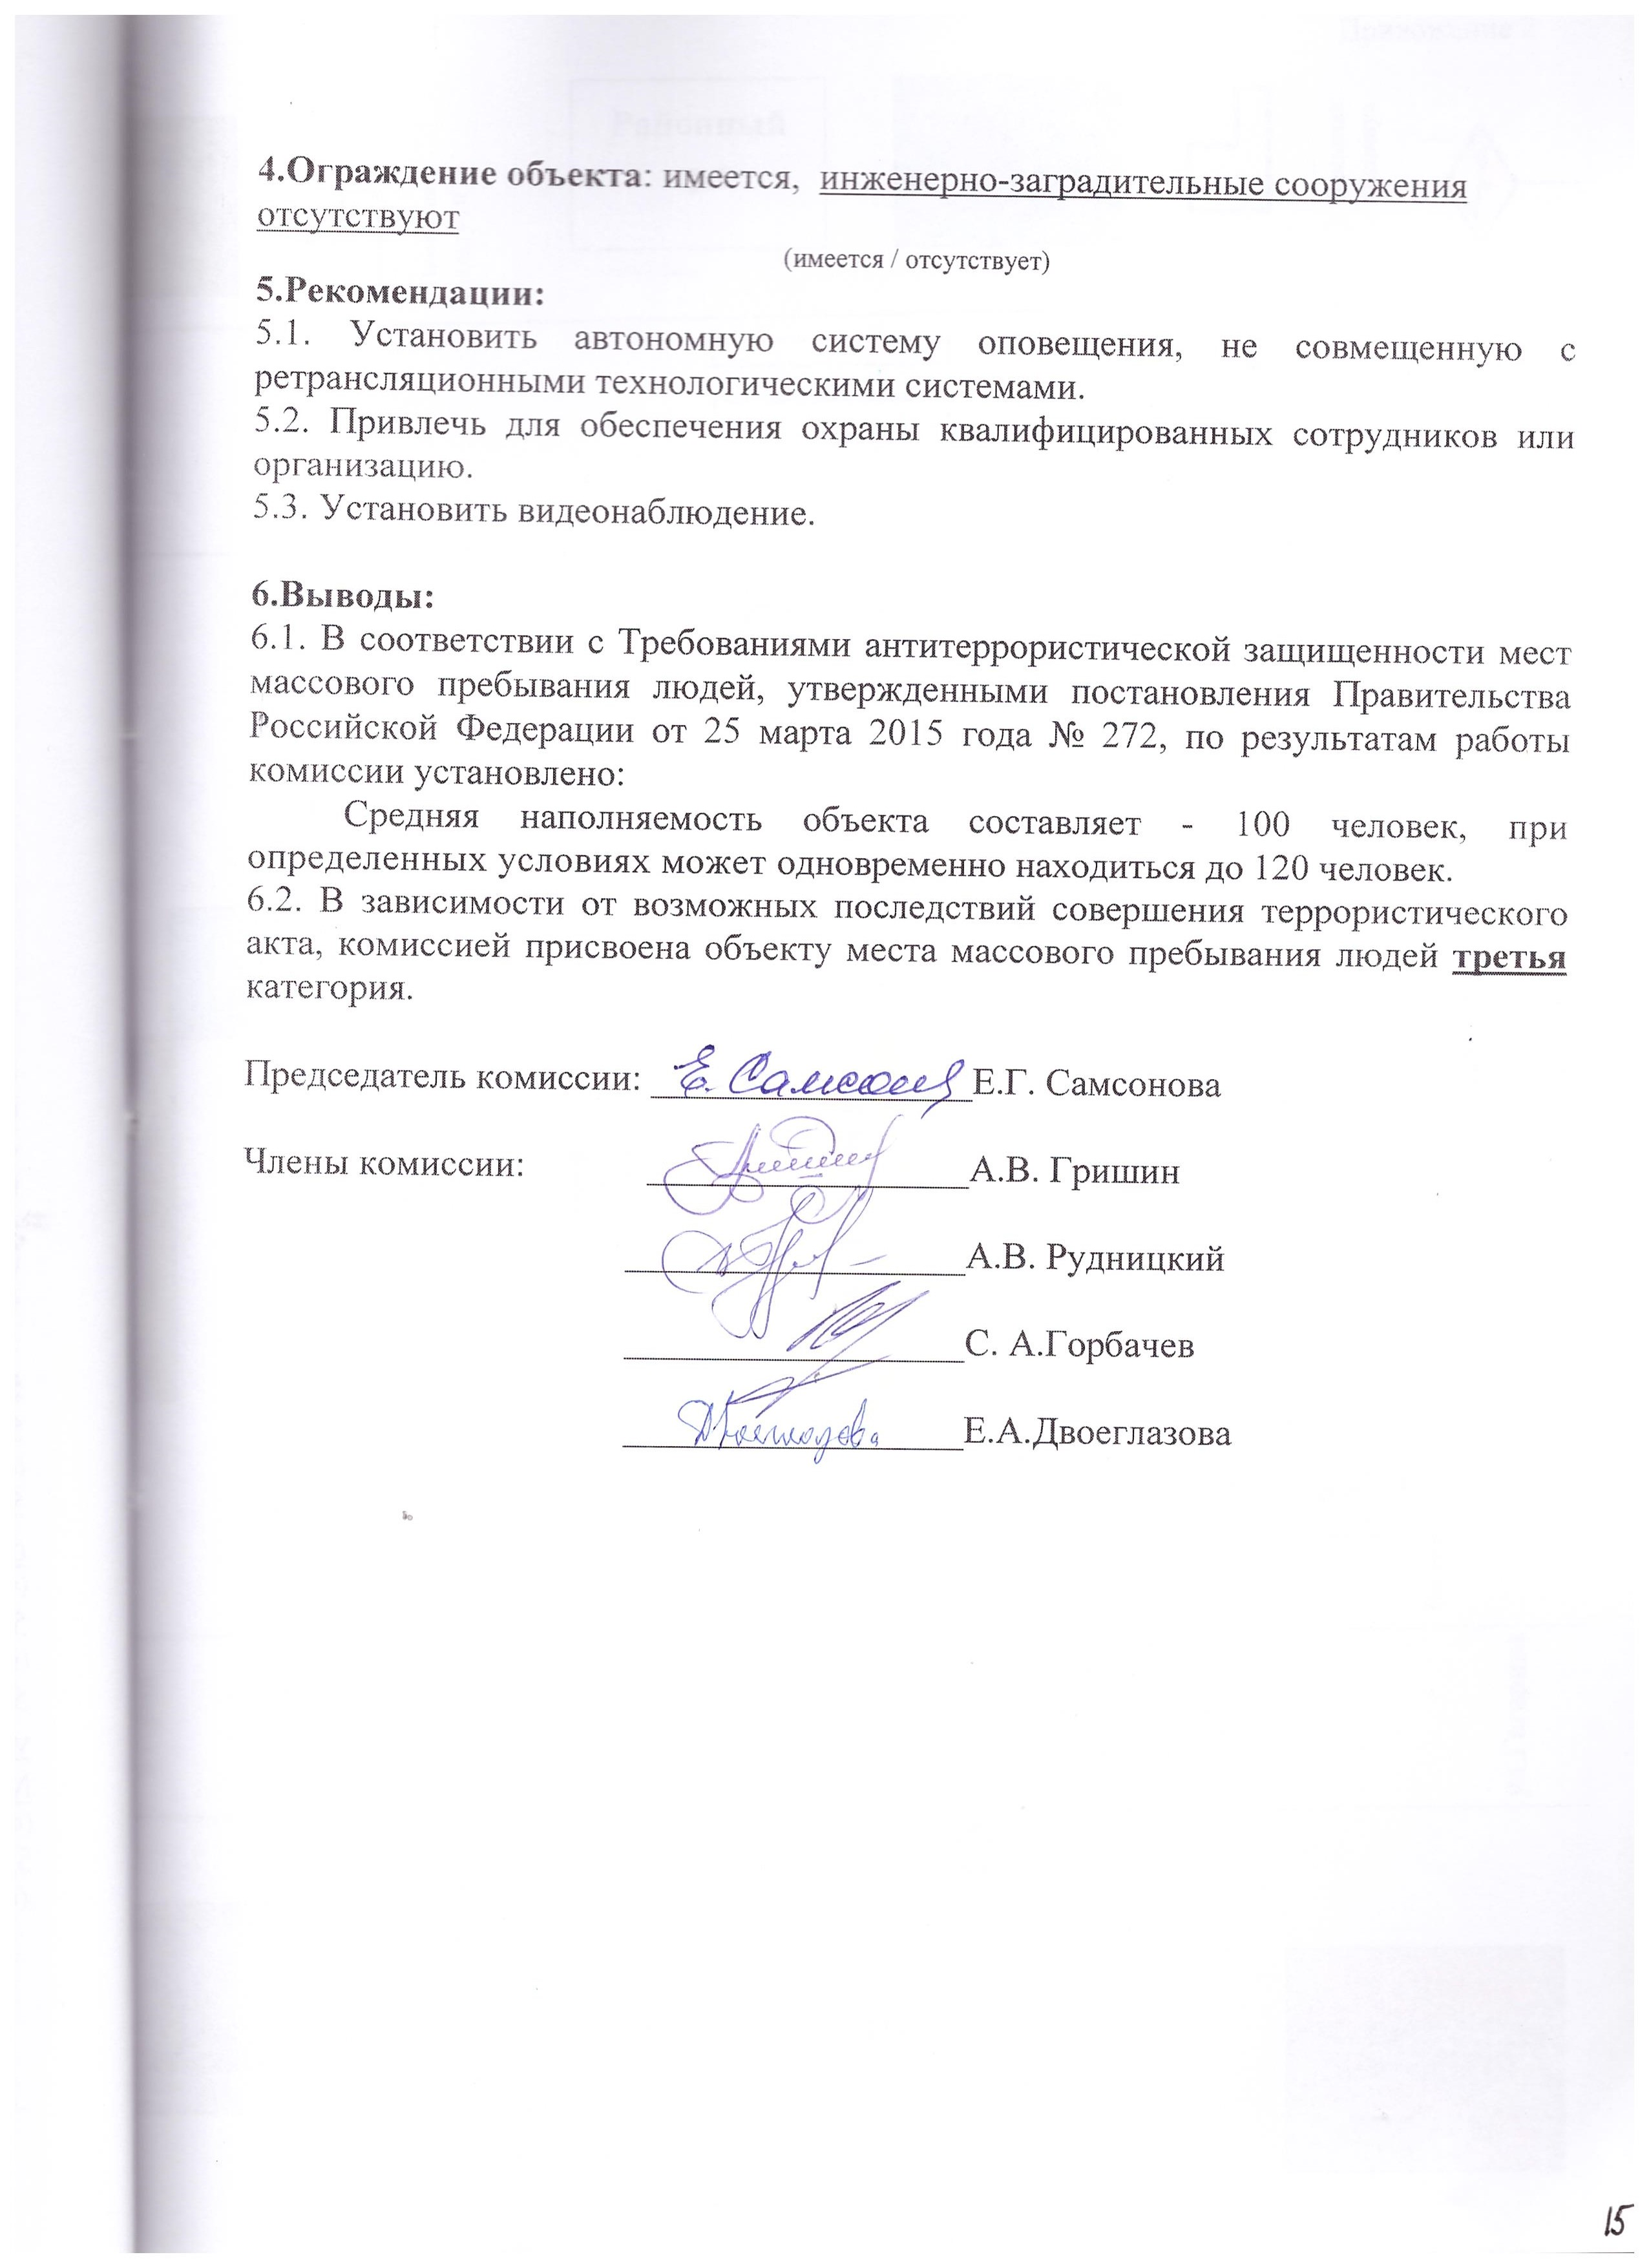 4.Ограждение объекта: имеется, инженерно-заградительные сооружения
отсутствуют
(имеется / отсутствует)
5.Рекомендации:
5.1. Установить автономную систему оповещения, не совмещенную с
ретрансляционными технологическими системами.
5.2. Привлечь для обеспечения охраны квалифицированных сотрудников или
организацию.
5.3. Установить видеонаблюдение.
6.Выводы:
6.1. В соответствии с Требованиями антитеррористической защищенности мест
массового пребывания людей, утвержденными постановления Правительства
Российской Федерации от 25 марта 2015 года № 272, по результатам работы
комиссии установлено:
Средняя наполняемость объекта составляет - 100 человек, при
определенных условиях может одновременно находиться до 120 человек.
6.2. В зависимости от возможных последствий совершения террористического
акта, комиссией присвоена объекту места массового пребывания людей третья
категория.
Председатель комиссии: Е.Г. Самсонова
Члены комиссии: А.В. Гришин
А.В. Рудницкий
С. А.Горбачев
Е.А.Двоеглазова
15